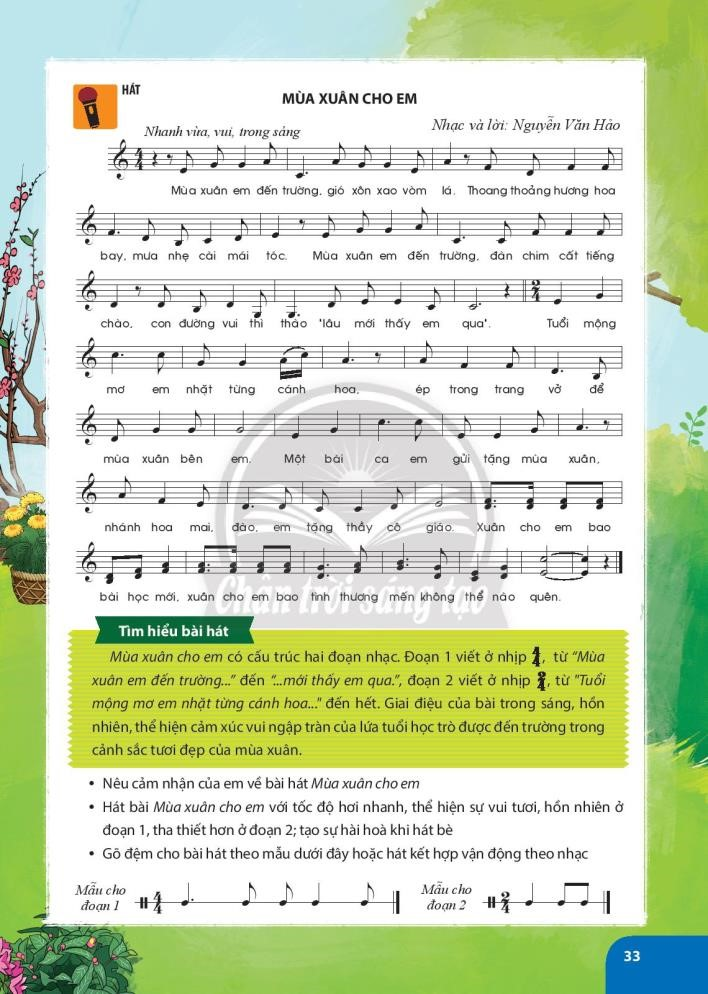 HÁT
MÙA XUÂN CHO EM
Nhanh vừa, vui, trong sáng
Nhạc và lời: Nguyễn Văn Hảo
Mùa xuân em đến trường, gió xôn xao vòm lá. Thoang thoảng hương hoa
bay, mưa nhẹ cài mái tóc. Mùa xuân em đến trường, đàn chim cất tiếng
chào, con đường vui thì thào "lâu mới thấy em qua". Tuổi mộng
mơ em nhặt từng cánh hoa, ép trong trang vở để
mùa xuân bên em. Một bài ca em gửi tặng mùa xuân,
nhánh hoa mai, đào, em tặng thầy cô giáo. Xuân cho em bao
bài học mới, xuân cho em bao tình thương mến không thể nào quên.
Chân trời sáng tạo
Tìm hiểu bài hát
Mùa xuân cho em có cấu trúc hai đoạn nhạc. Đoạn 1 viết ở nhịp 4/4, từ “Mùa
xuân em đến trường...” đến “...mới thấy em qua.”, đoạn 2 viết ở nhịp 2/4, từ "Tuổi
mộng mơ em nhặt từng cánh hoa..." đến hết. Giai điệu của bài trong sáng, hồn
nhiên, thể hiện cảm xúc vui ngập tràn của lứa tuổi học trò được đến trường trong
cảnh sắc tươi đẹp của mùa xuân.
• Nêu cảm nhận của em về bài hát Mùa xuân cho em
• Hát bài Mùa xuân cho em với tốc độ hơi nhanh, thể hiện sự vui tươi, hồn nhiên ở
đoạn 1, tha thiết hơn ở đoạn 2; tạo sự hài hoà khi hát bè
• Gõ đệm cho bài hát theo mẫu dưới đây hoặc hát kết hợp vận động theo nhạc
Mẫu cho
đoạn 1
Mẫu cho
đoạn 2
33